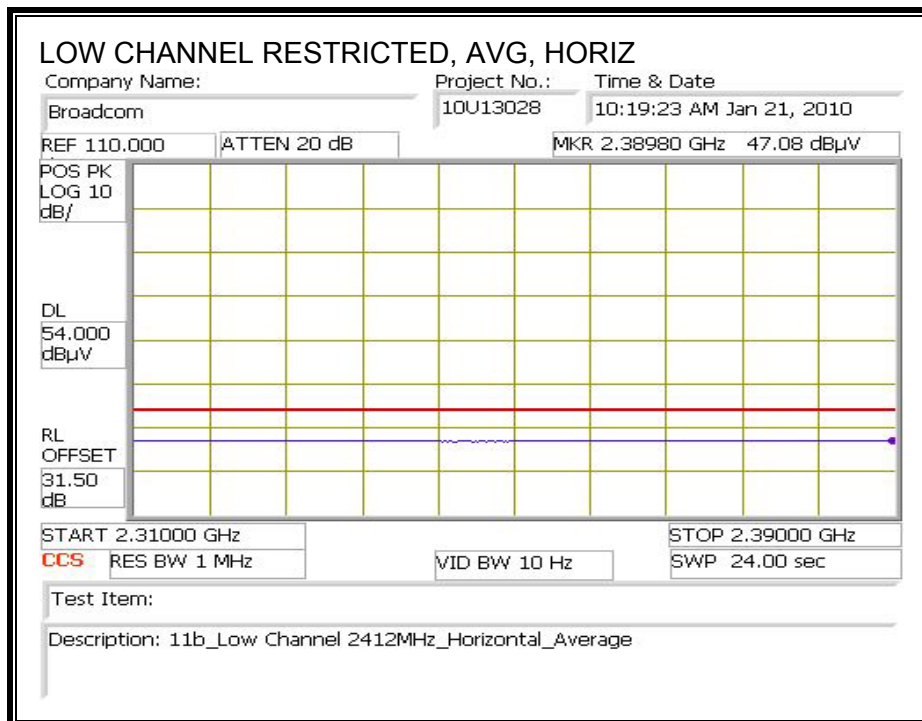 LOW CHANNEL RESTRICTED, AVG, HORIZ
Company Name: Project No.: Time & Date
Broadcom 10U13028 10:19:23 AM Jan 21, 2010
REF 110.000 ATTEN 20 dB MKR 2.38980 GHz 47.08 dBµV
POS PK
LOG 10
dB/
DL
54.000
dBµV
RL
OFFSET
31.50
dB
START 2.31000 GHz STOP 2.39000 GHz
CCS RES BW 1 MHz VID BW 10 Hz SWP 24.00 sec
Test Item:
Description: 11b_Low Channel 2412MHz_Horizontal_Average